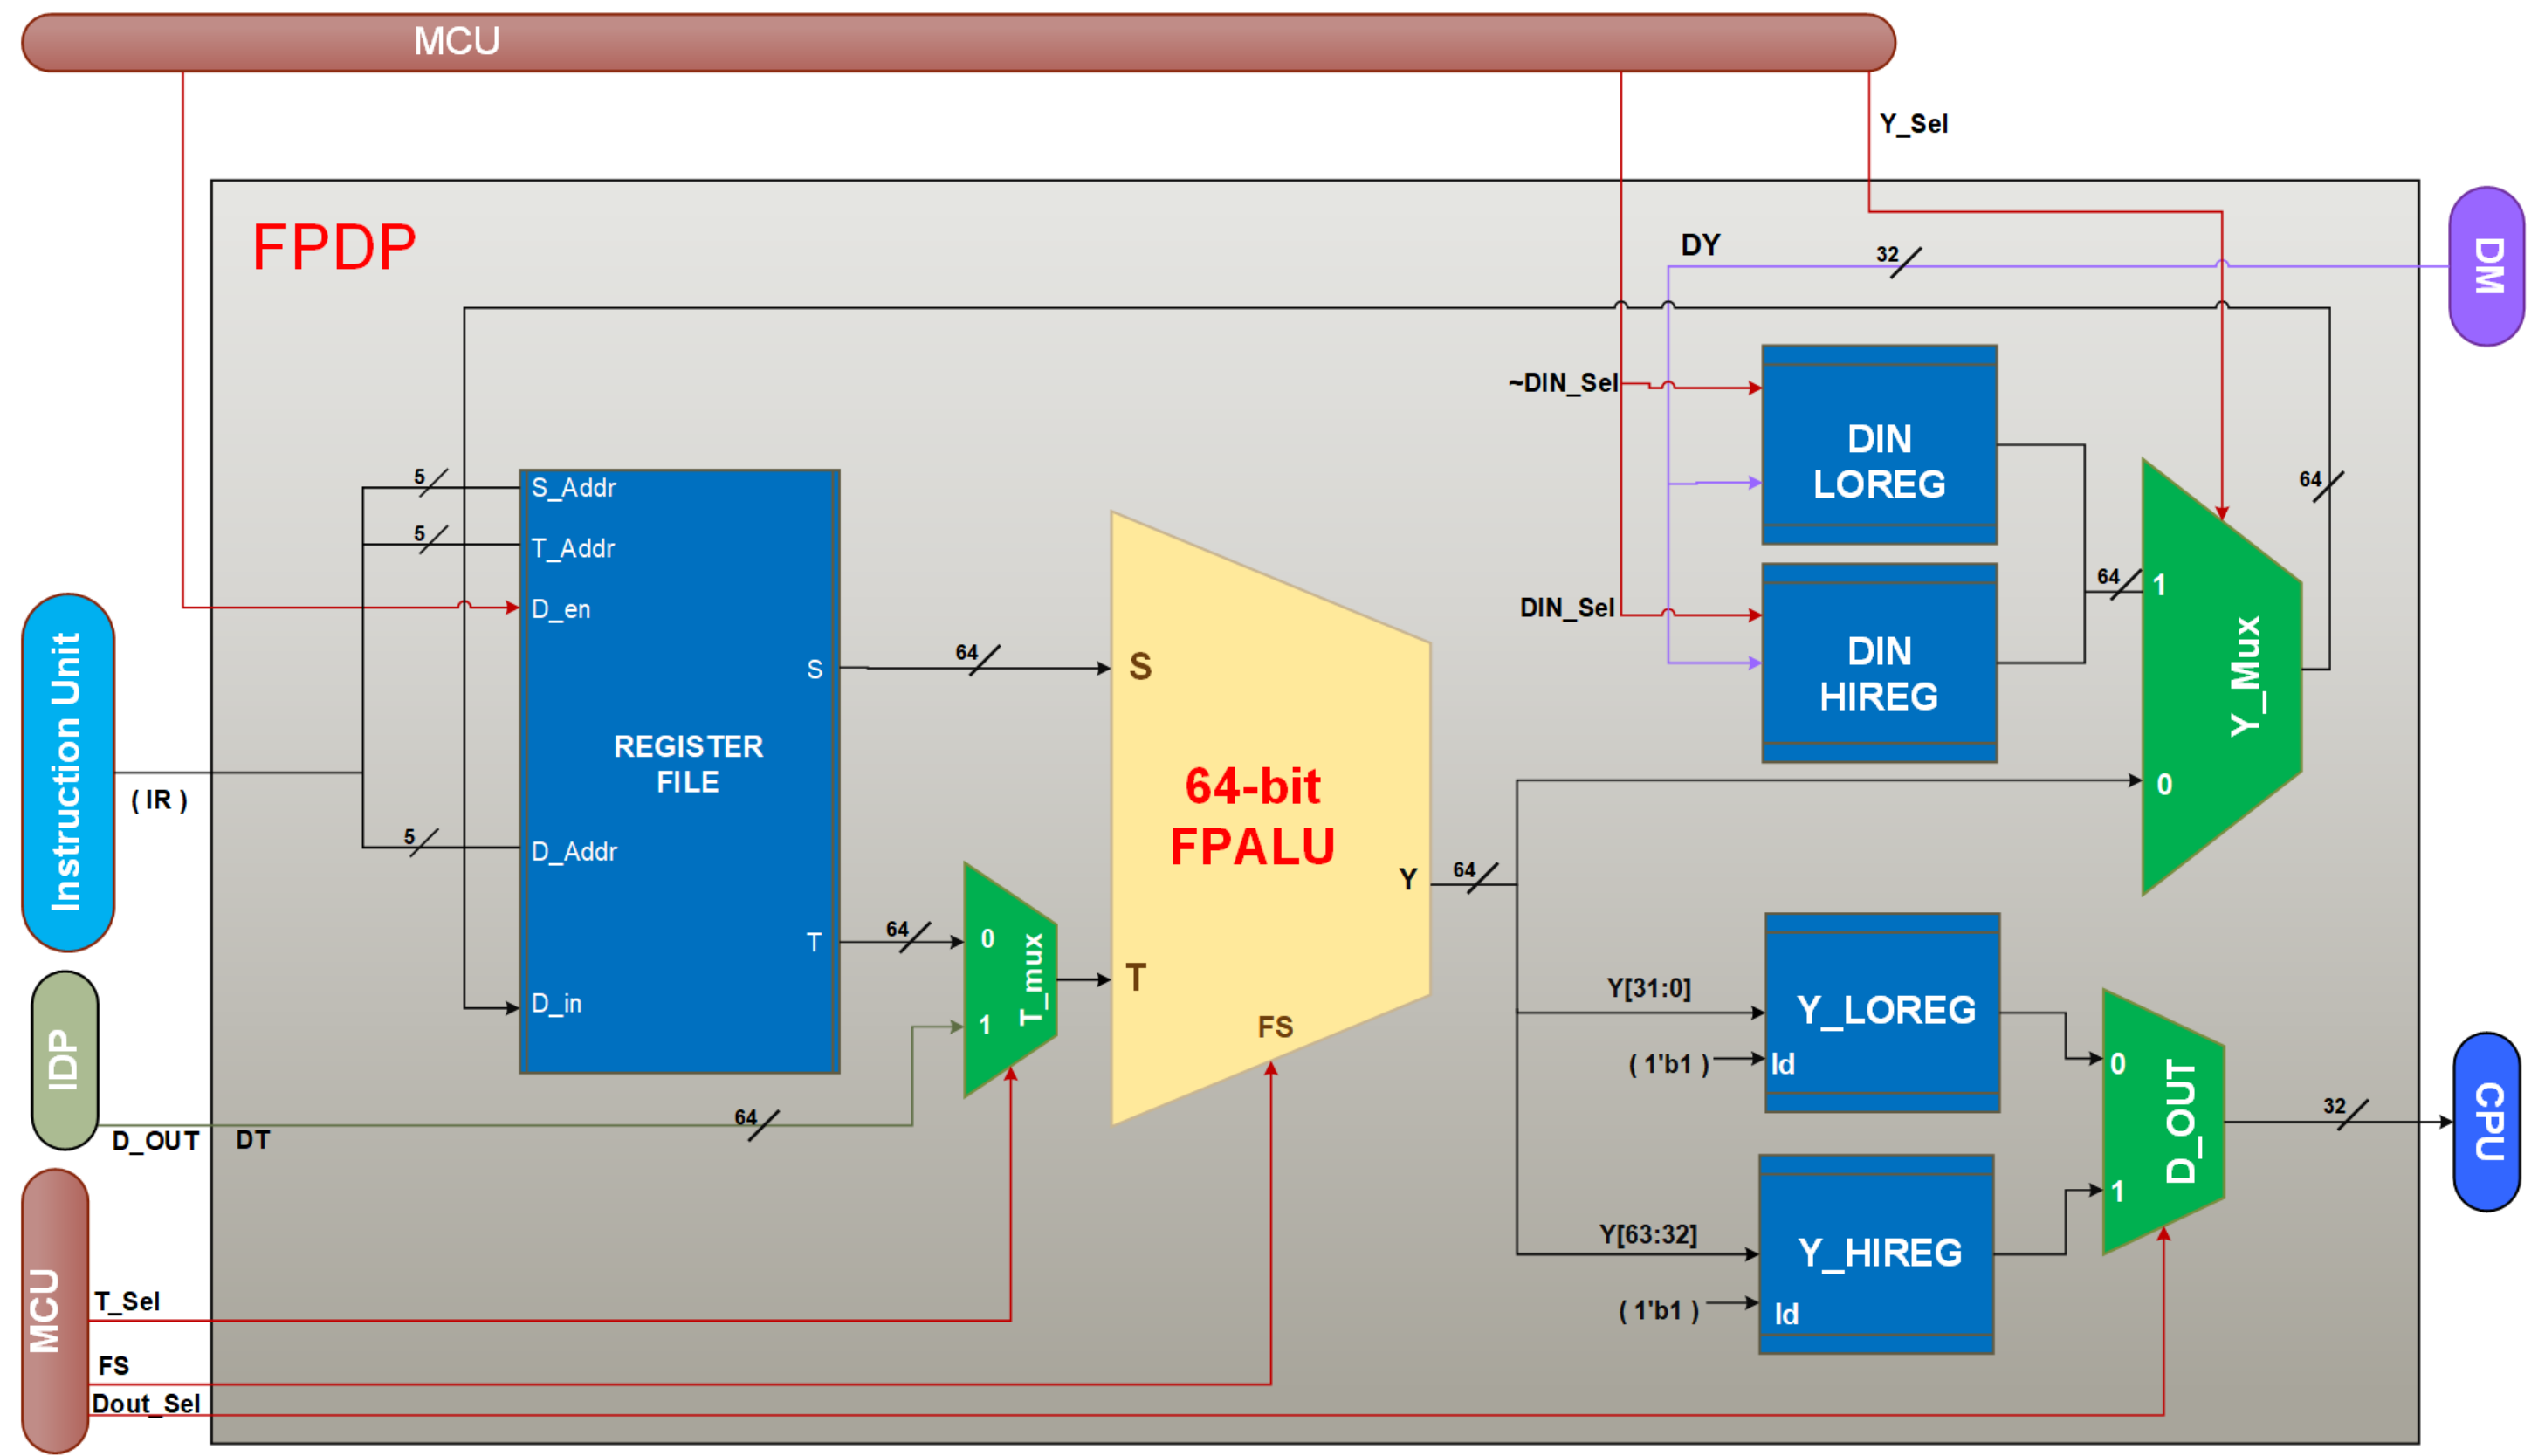 MCU
Y_Sel
FPDP
DY
32
DM
~DIN_Sel
DIN
LOREG
64
5
S_Addr
5
T_Addr
D_en
DIN_Sel
DIN
HIREG
64
1
Y_Mux
0
Instruction Unit
( IR )
S
64
S
REGISTER
FILE
64-bit
FPALU
5
D_Addr
Y
64
T
64
0
T_mux
1
T
D_in
FS
Y[31:0]
Y_LOREG
( 1'b1 )
ld
0
D_OUT
1
32
CPU
IDP
D_OUT
DT
64
Y[63:32]
Y_HIREG
( 1'b1 )
ld
MCU
T_Sel
FS
Dout_Sel